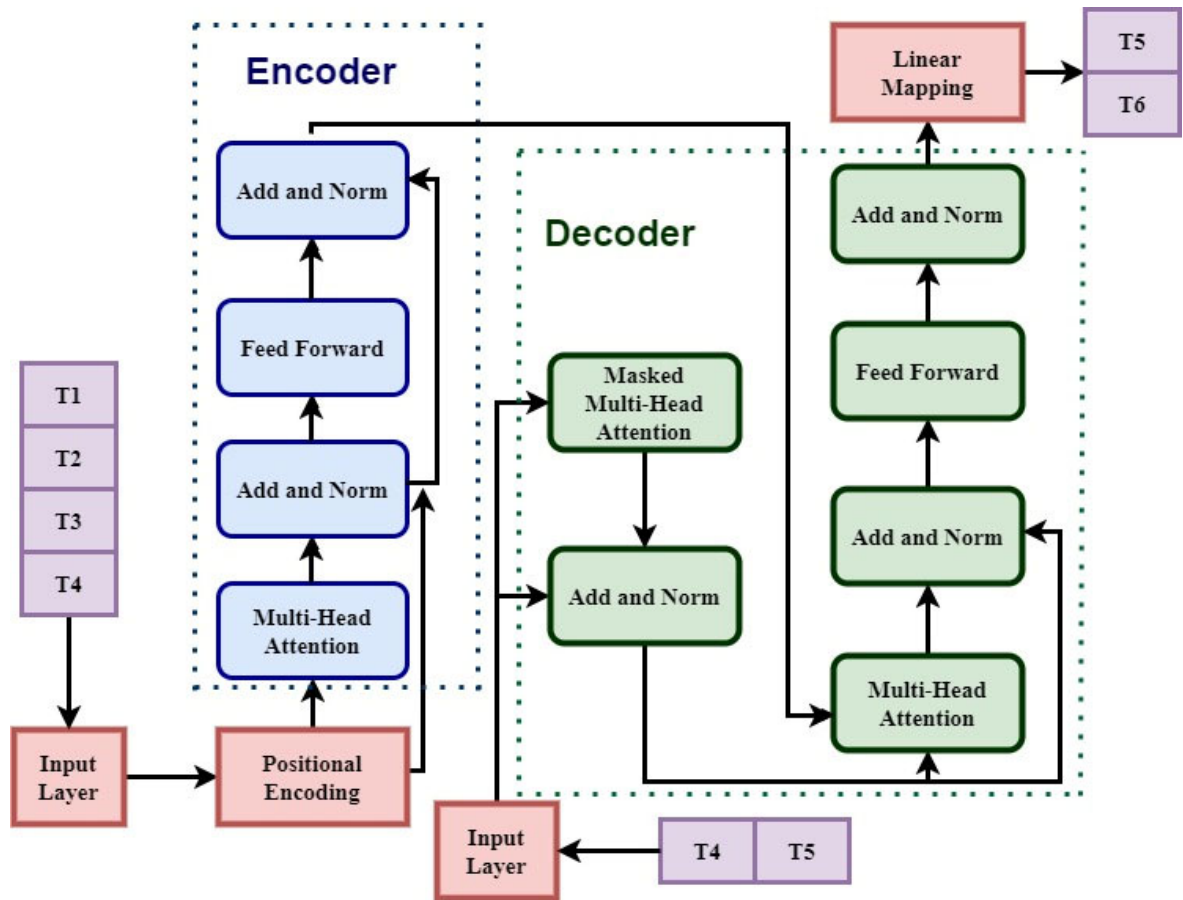 Encoder
Add and Norm
Feed Forward
Add and Norm
Multi-Head
Attention
T1
T2
T3
T4
Input
Layer
Positional
Encoding
Decoder
Masked
Multi-Head
Attention
Add and Norm
Input
Layer
T4
T5
Linear
Mapping
T5
T6
Add and Norm
Feed Forward
Add and Norm
Multi-Head
Attention